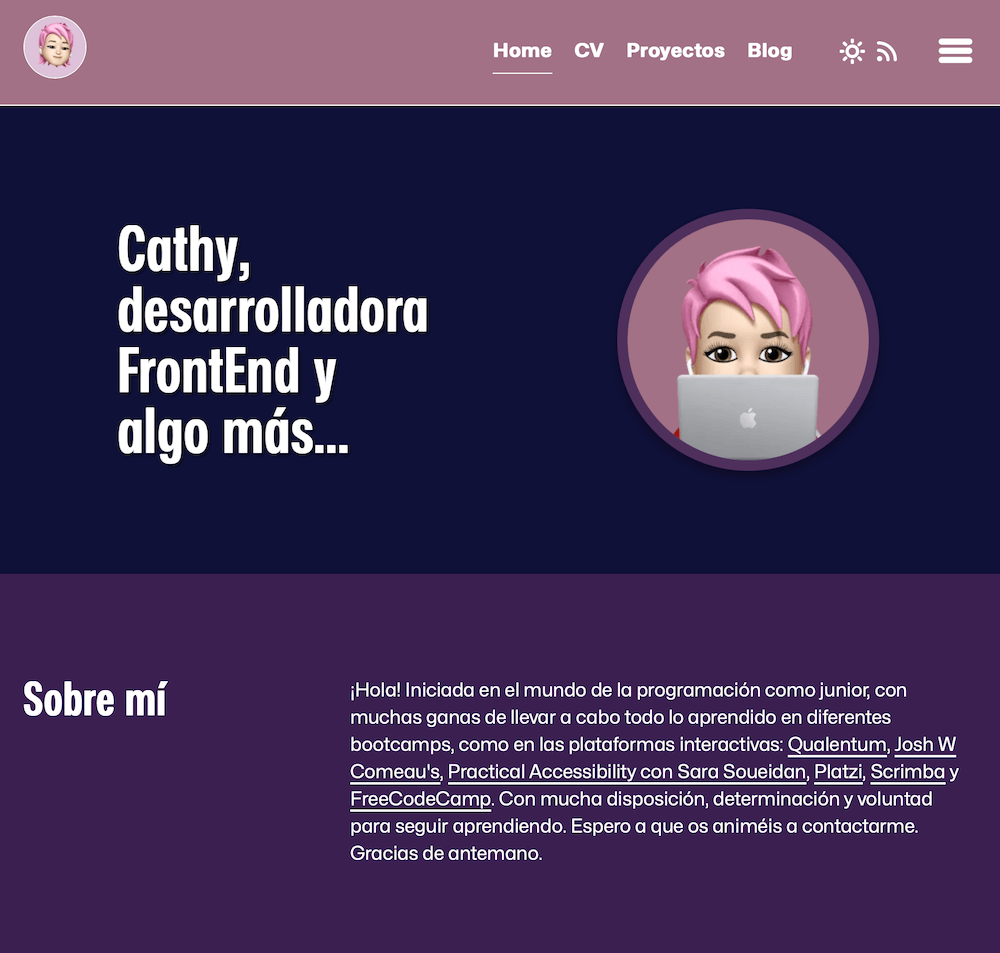 Home CV Proyectos Blog
Cathy,
desarrolladora
FrontEnd y
algo más...
Sobre mí
¡Hola! Iniciada en el mundo de la programación como junior, con
muchas ganas de llevar a cabo todo lo aprendido en diferentes
bootcamps, como en las plataformas interactivas: Qualentum, Josh W
Comeau's, Practical Accessibility con Sara Soueidan, Platzi, Scrimba y
FreeCodeCamp. Con mucha disposición, determinación y voluntad
para seguir aprendiendo. Espero a que os animéis a contactarme.
Gracias de antemano.